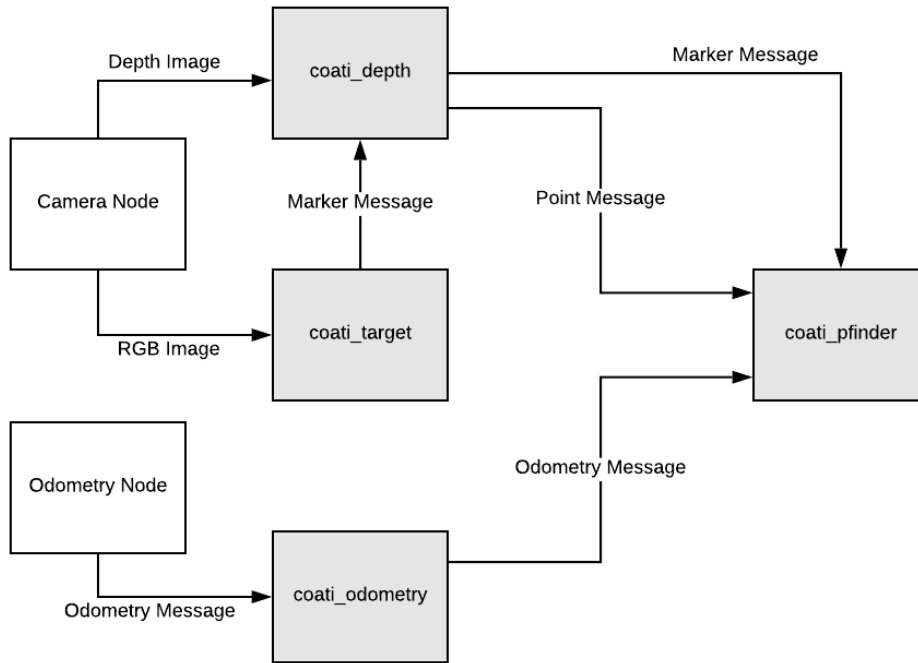 Depth Image
coati_depth
Marker Message
Camera Node
Marker Message
Point Message
RGB Image
coati_target
coati_pfinder
Odometry Node
Odometry Message
Odometry Message
coati_odometry